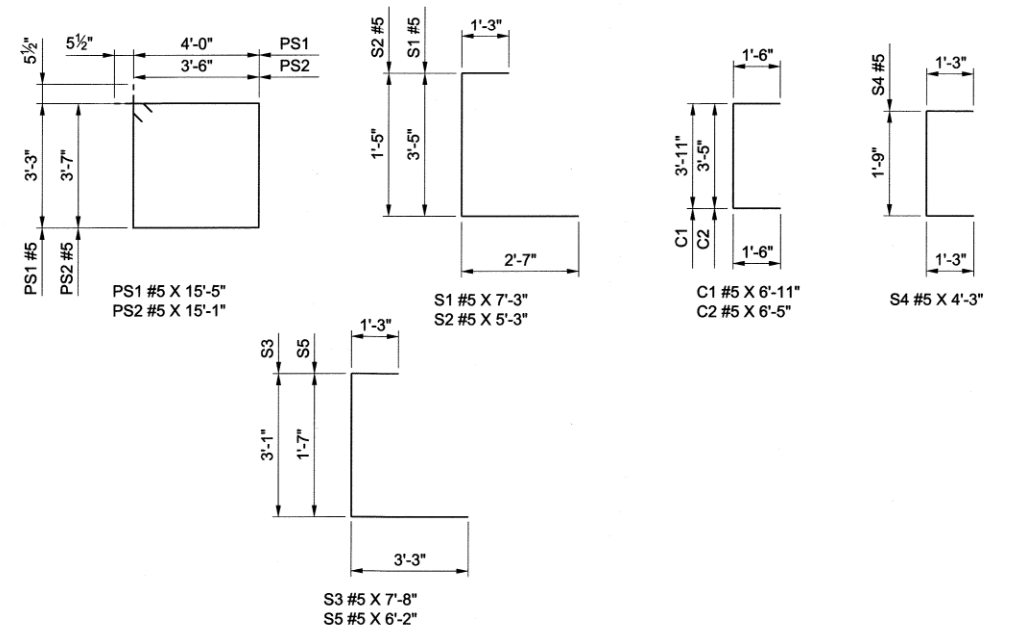 5½"
4'-0"
PS1
3'-6"
PS2
5½"
3'-3"
3'-7"
PS1 #5
PS2 #5
PS1 #5 X 15'-5"
PS2 #5 X 15'-1"
S2 #5
S1 #5
1'-3"
1'-5"
3'-5"
2'-7"
S1 #5 X 7'-3"
S2 #5 X 5'-3"
1'-6"
3'-11"
3'-5"
C1
C2
1'-6"
C1 #5 X 6'-11"
C2 #5 X 6'-5"
S4 #5
1'-3"
1'-9"
1'-3"
S4 #5 X 4'-3"
S3
S5
1'-3"
3'-1"
1'-7"
3'-3"
S3 #5 X 7'-8"
S5 #5 X 6'-2"